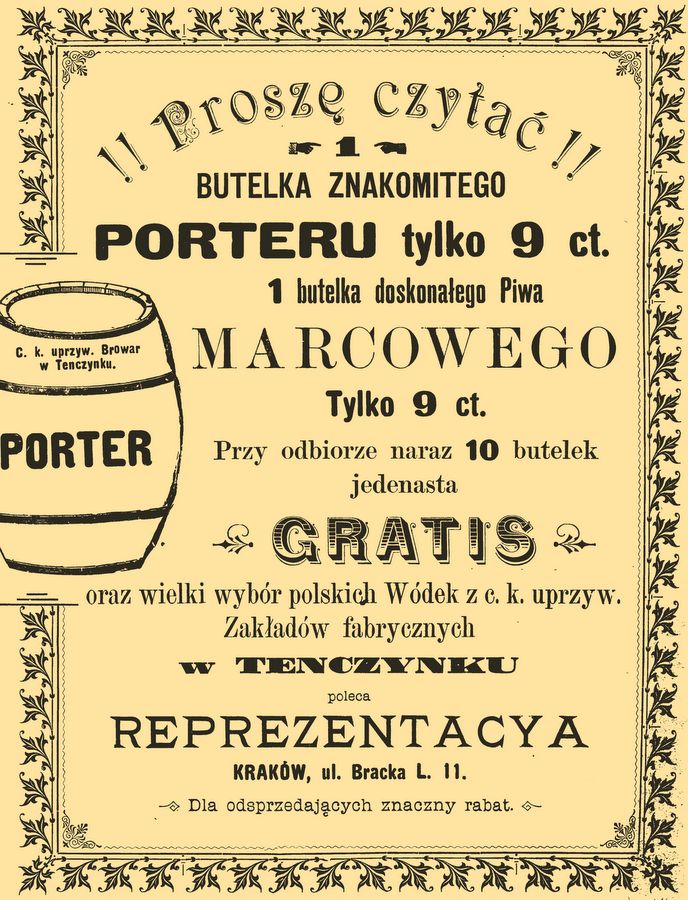 !! Proszę czytać !!
1
BUTELKA ZNAKOMITEGO
PORTERU tylko 9 ct.
1 butelka doskonałego Piwa
MARCOWEGO
Tylko 9 ct.
C. k. uprzyw. Browar
w Tenczynku.
PORTER
Przy odbiorze naraz 10 butelek
jedenasta
GRATIS
oraz wielki wybór polskich Wódek z c. k. uprzyw.
Zakładów fabrycznych
w TENCZYNKU
poleca
REPREZENTACYA
KRAKÓW, ul. Bracka L. 11.
Dla odsprzedających znaczny rabat.